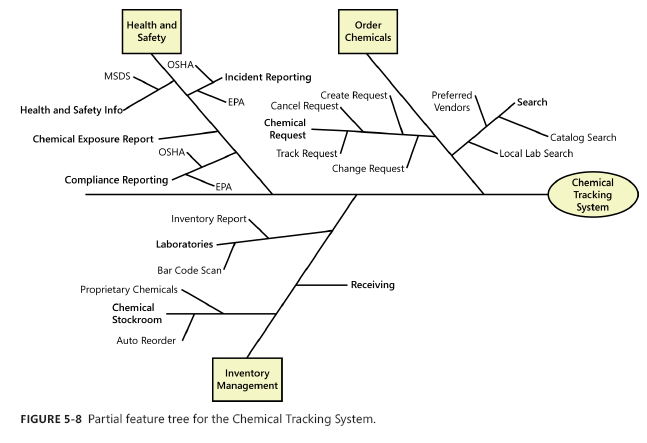 Health and
Safety
Order
Chemicals
OSHA
MSDS
Incident Reporting
EPA
Health and Safety Info
Chemical Exposure Report
OSHA
Compliance Reporting
EPA
Create Request
Cancel Request
Chemical
Request
Track Request
Change Request
Preferred
Vendors
Search
Catalog Search
Local Lab Search
Chemical
Tracking
System
Inventory Report
Laboratories
Bar Code Scan
Proprietary Chemicals
Chemical
Stockroom
Auto Reorder
Receiving
Inventory
Management
FIGURE 5-8 Partial feature tree for the Chemical Tracking System.